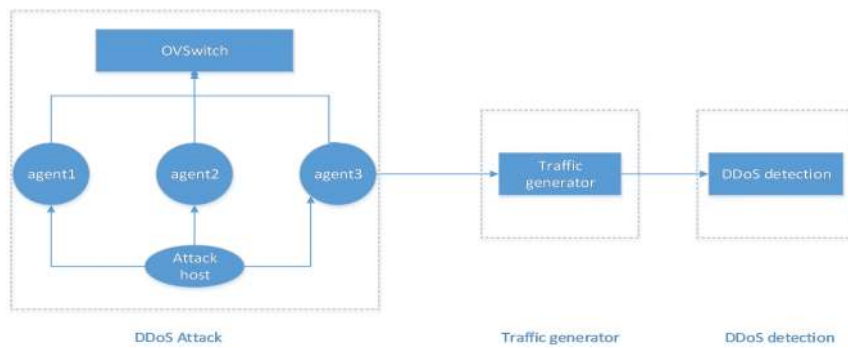 OVSwitch
agent1
agent2
agent3
Attack
host
Traffic
generator
DDoS detection
DDoS Attack
Traffic generator
DDoS detection